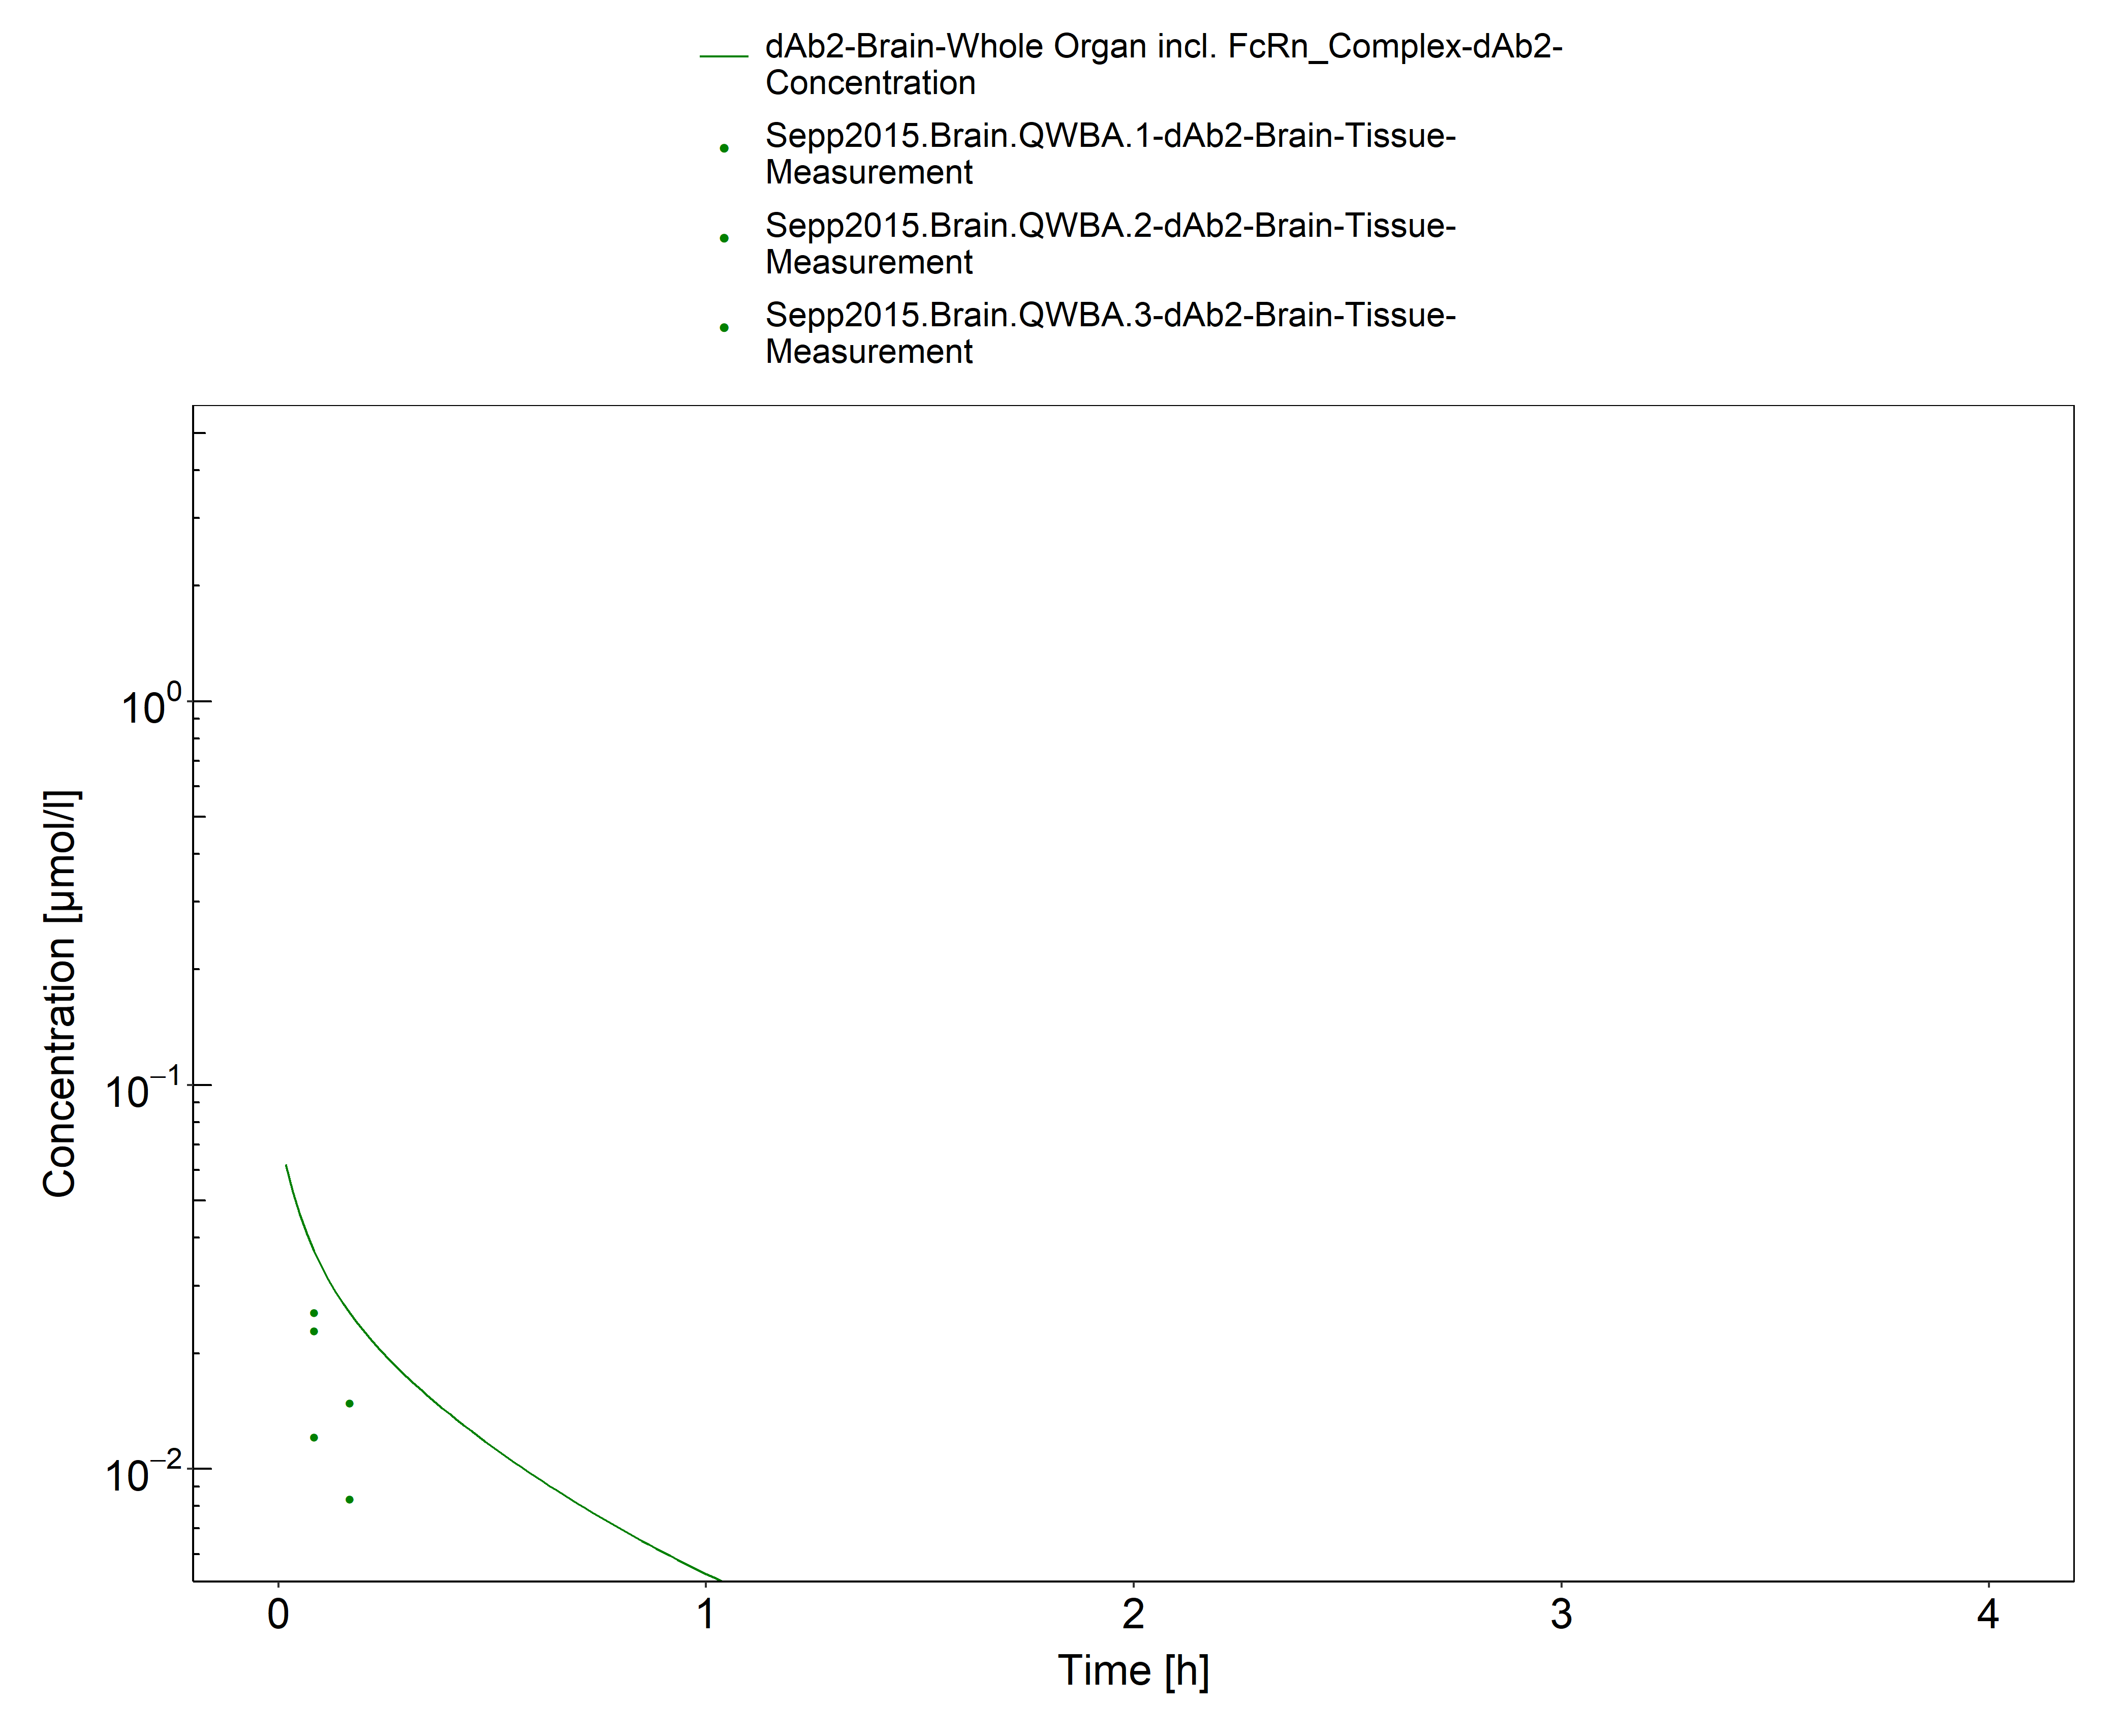 dAb2-Brain-Whole Organ incl. FcRn_Complex-dAb2-
Concentration
Sepp2015.Brain.QWBA.1-dAb2-Brain-Tissue-
Measurement
Sepp2015.Brain.QWBA.2-dAb2-Brain-Tissue-
Measurement
Sepp2015.Brain.QWBA.3-dAb2-Brain-Tissue-
Measurement
Concentration [µmol/l]
10⁰
10⁻¹
10⁻²
0 1 2 3 4
Time [h]